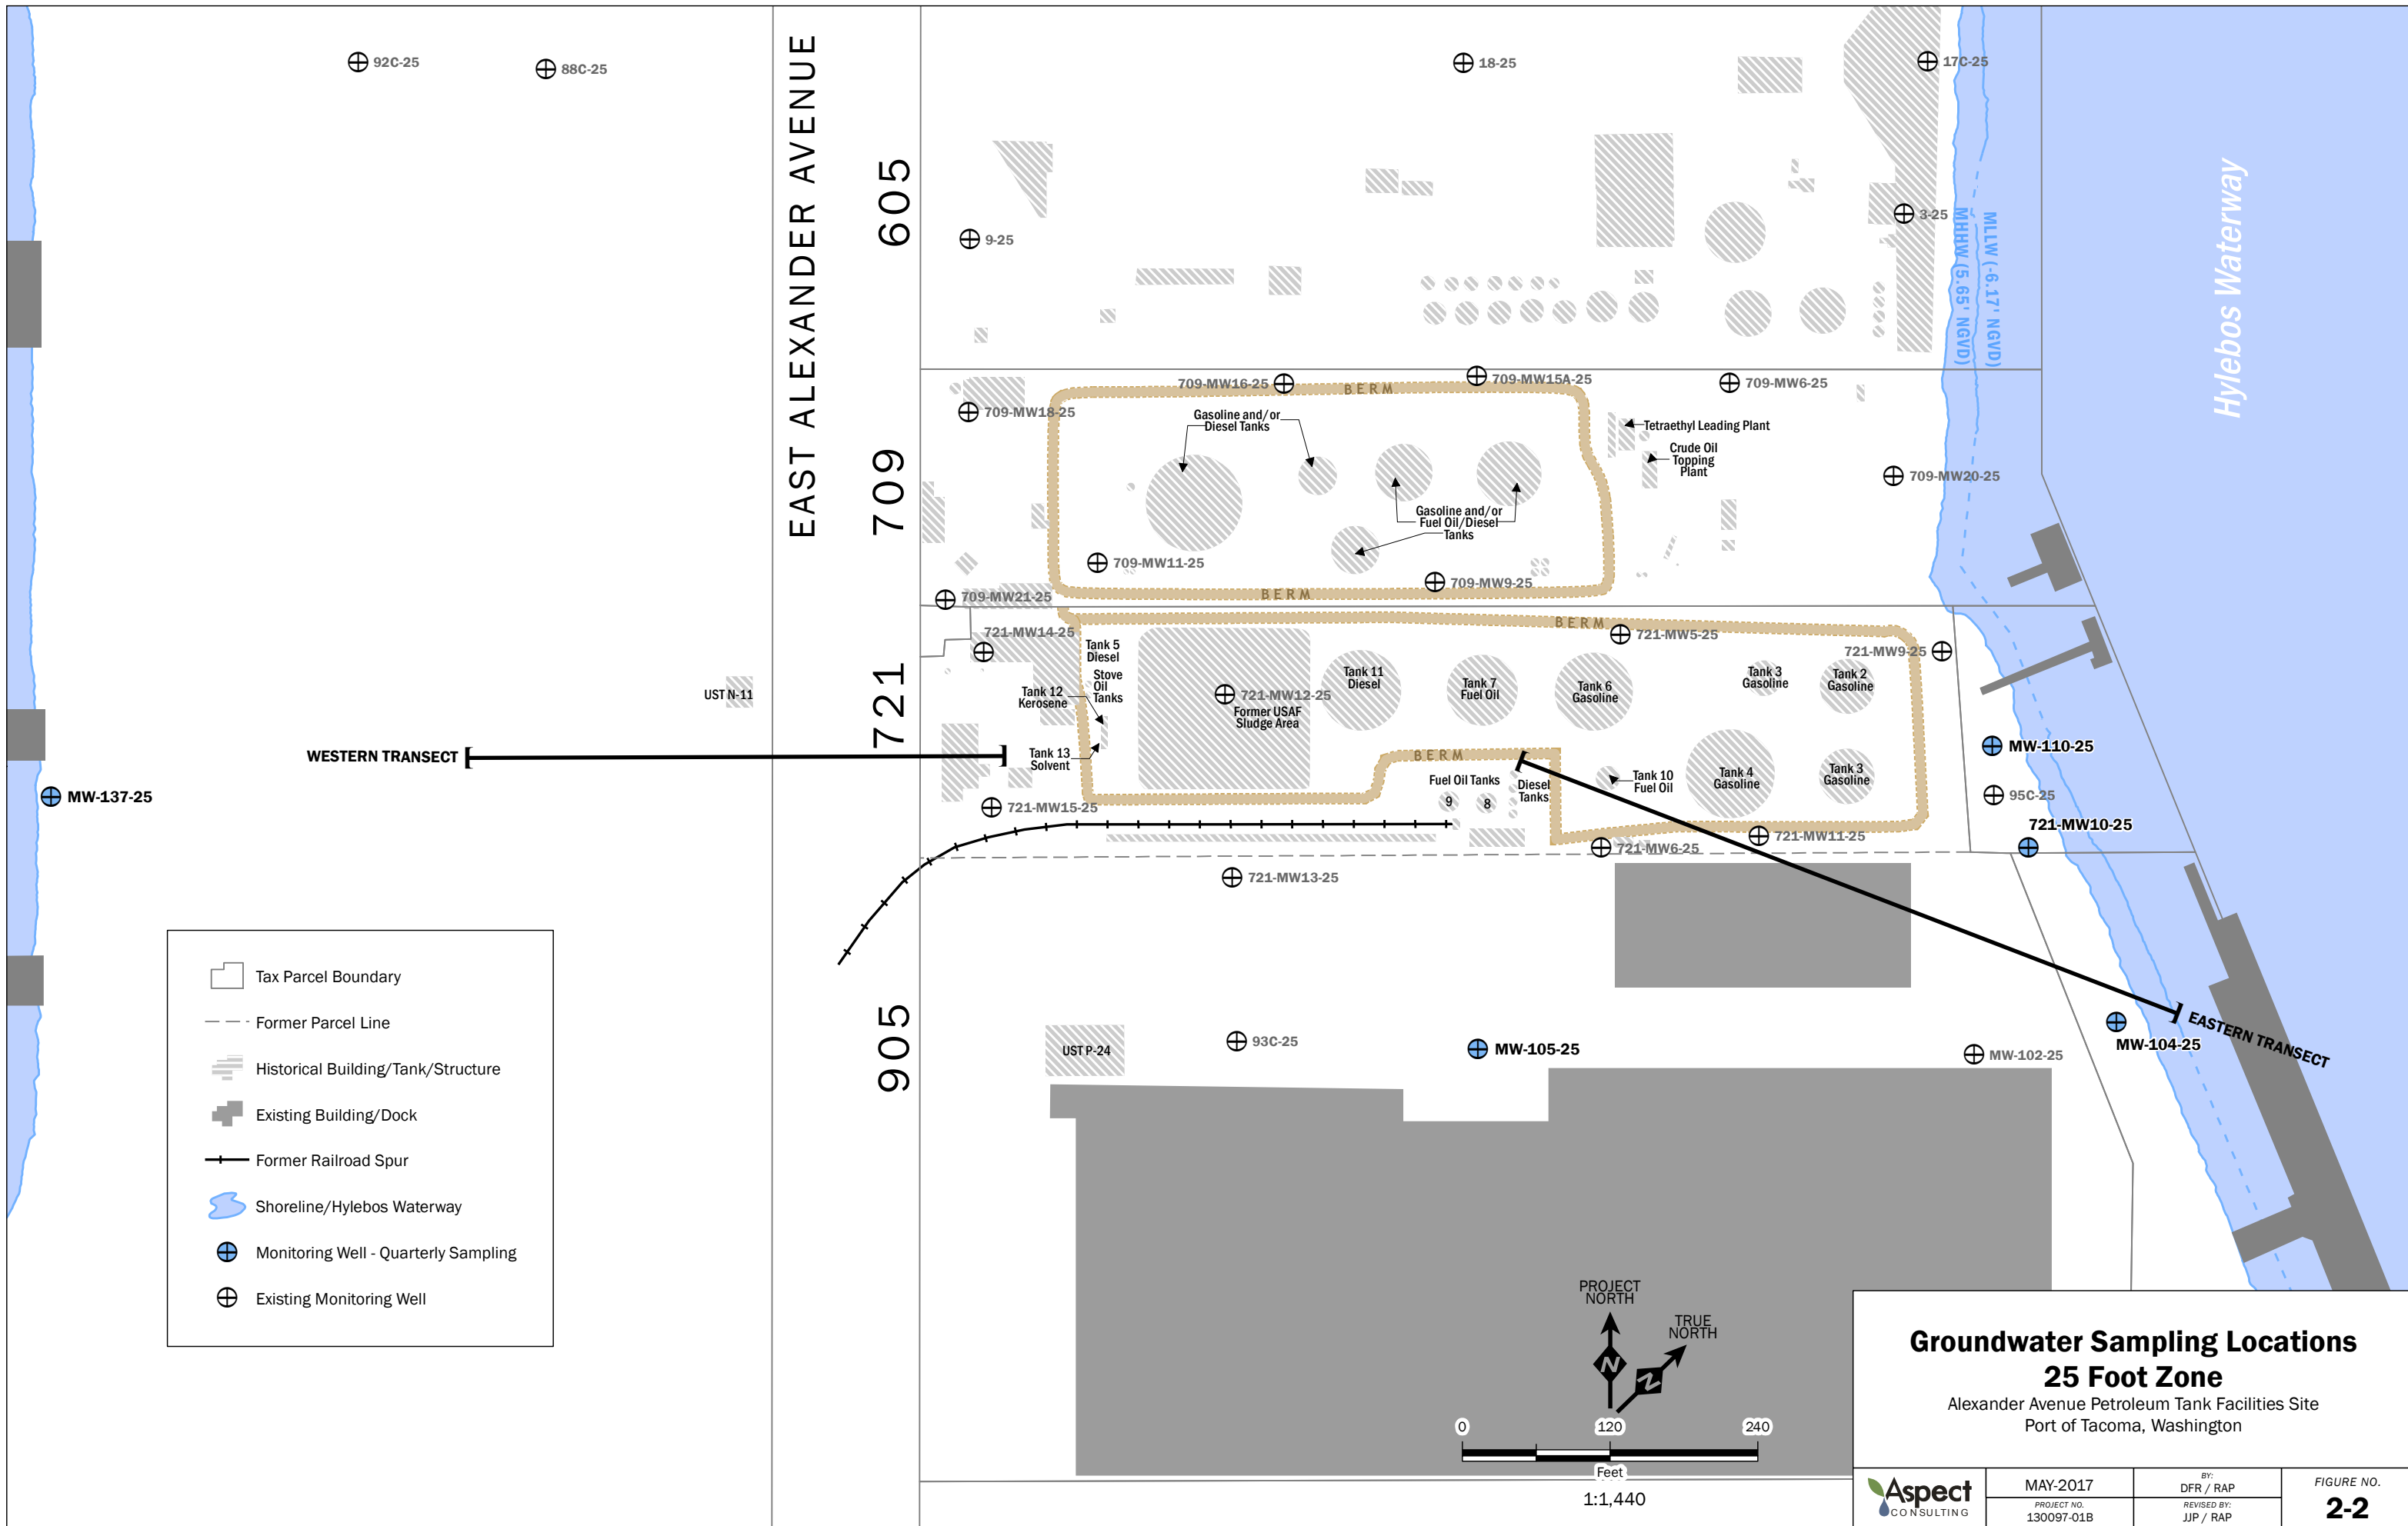 92C-25
88C-25
18-25
17C-25
EAST ALEXANDER AVENUE
605
9-25
3-25
MHHW (5.65' NGVD)
MLLW (-6.17' NGVD)
Hylebos Waterway
709
709-MW16-25
BERM
709-MW15A-25
709-MW6-25
709-MW18-25
Gasoline and/or
Diesel Tanks
Tetraethyl Leading Plant
Crude Oil
Topping
Plant
709-MW20-25
Gasoline and/or
Fuel Oil/Diesel
Tanks
709-MW11-25
709-MW9-25
BERM
709-MW21-25
721
721-MW14-25
BERM
721-MW5-25
721-MW9-25
Tank 5
Diesel
Stove
Oil
Tanks
Tank 12
Kerosene
UST N-11
721-MW12-25
Former USAF
Sludge Area
Tank 11
Diesel
Tank 7
Fuel Oil
Tank 6
Gasoline
Tank 3
Gasoline
Tank 2
Gasoline
WESTERN TRANSECT
Tank 13
Solvent
BERM
MW-110-25
MW-137-25
721-MW15-25
Fuel Oil Tanks
9
8
Diesel
Tanks
Tank 10
Fuel Oil
Tank 4
Gasoline
Tank 3
Gasoline
95C-25
721-MW10-25
721-MW6-25
721-MW11-25
721-MW13-25
905
UST P-24
93C-25
MW-105-25
MW-102-25
MW-104-25
EASTERN TRANSECT
Tax Parcel Boundary
Former Parcel Line
Historical Building/Tank/Structure
Existing Building/Dock
Former Railroad Spur
Shoreline/Hylebos Waterway
Monitoring Well - Quarterly Sampling
Existing Monitoring Well
PROJECT
NORTH
TRUE
NORTH
N
N
0
120
240
Feet
1:1,440
Groundwater Sampling Locations
25 Foot Zone
Alexander Avenue Petroleum Tank Facilities Site
Port of Tacoma, Washington
Aspect
CONSULTING
MAY-2017
PROJECT NO.
130097-01B
BY:
DFR / RAP
REVISED BY:
JJP / RAP
FIGURE NO.
2-2